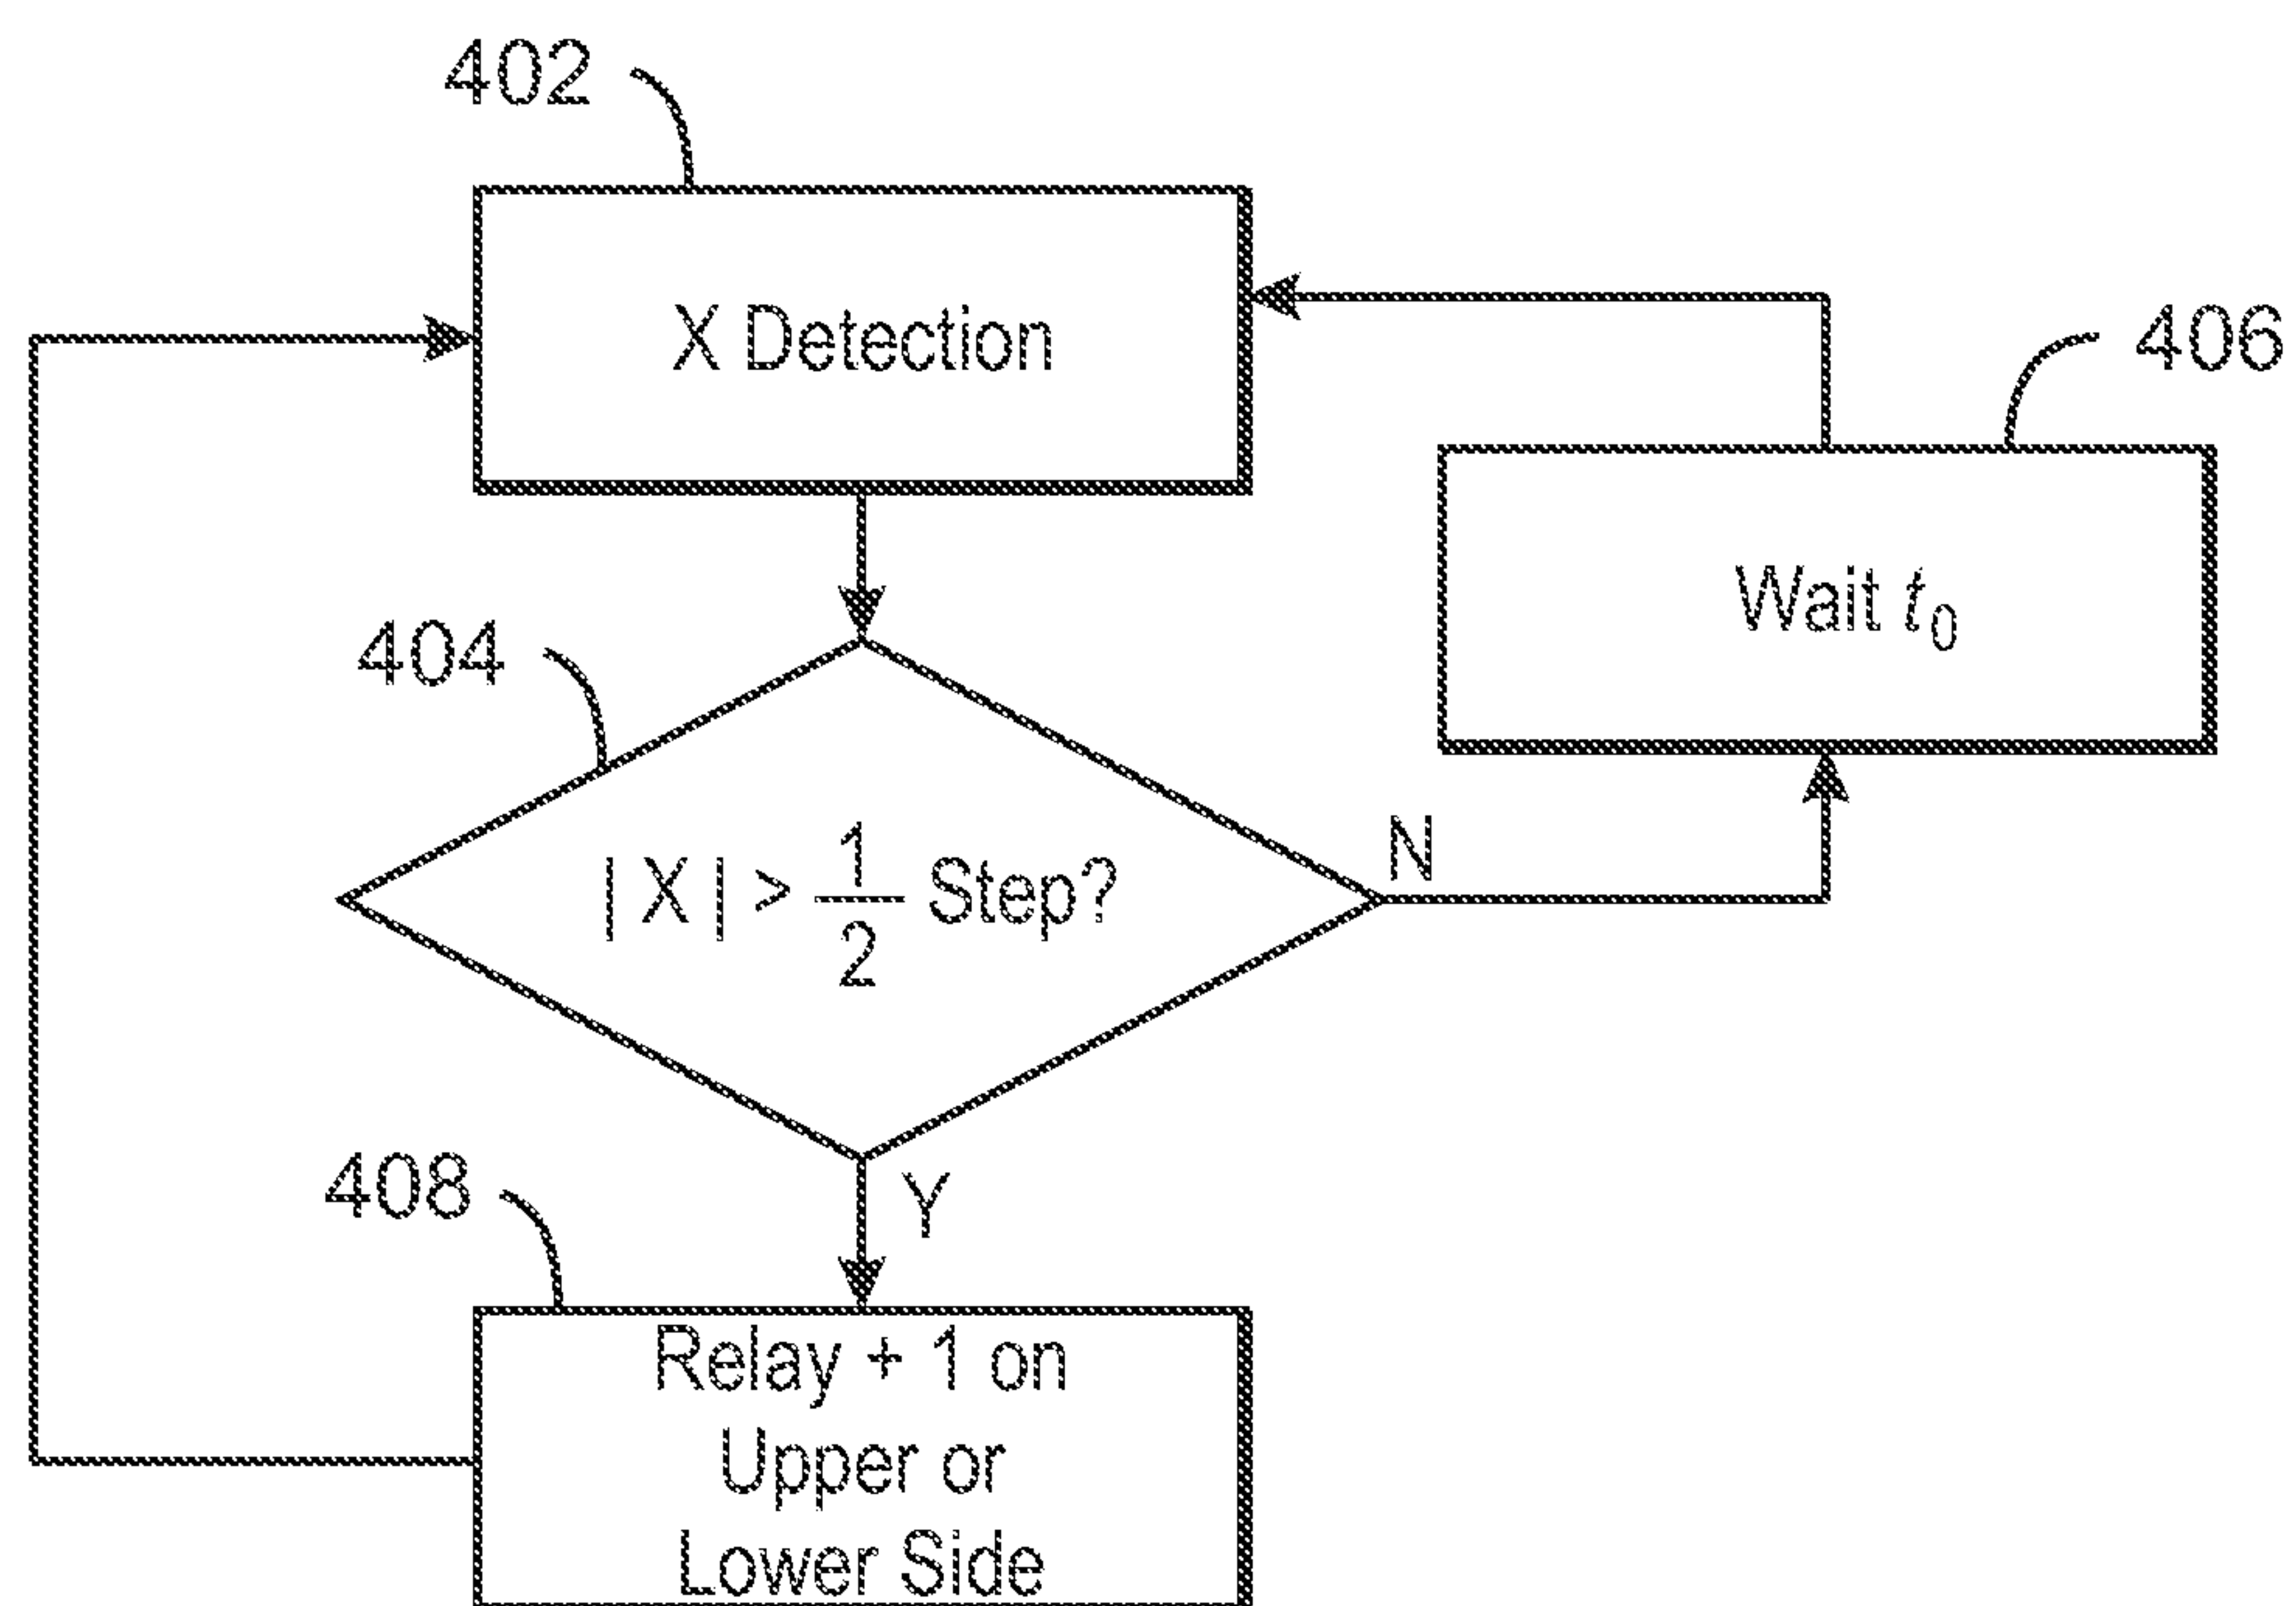 402
X Detection
406
Wait t₀
404
| X | > 1/2 Step?
N
Y
408
Relay + 1 on
Upper or
Lower Side